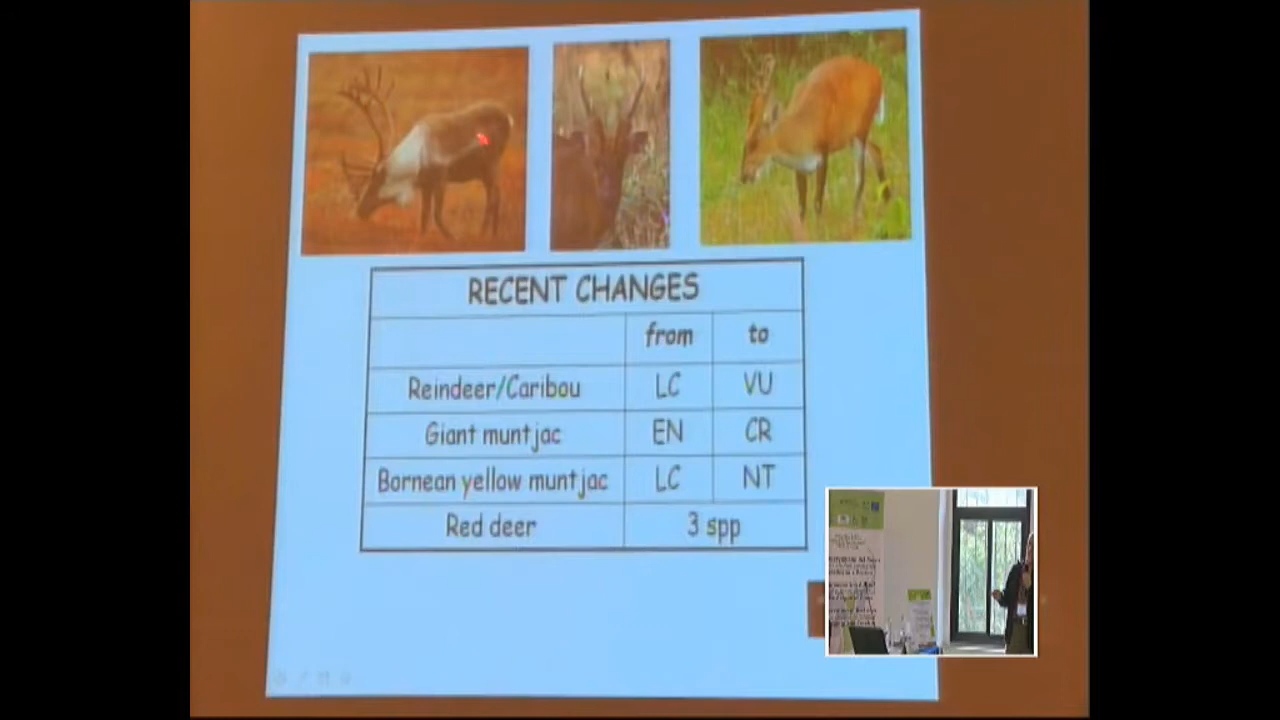 RECENT CHANGES
from to
Reindeer/Caribou LC VU
Giant muntjac EN CR
Bornean yellow muntjac LC NT
Red deer 3 spp